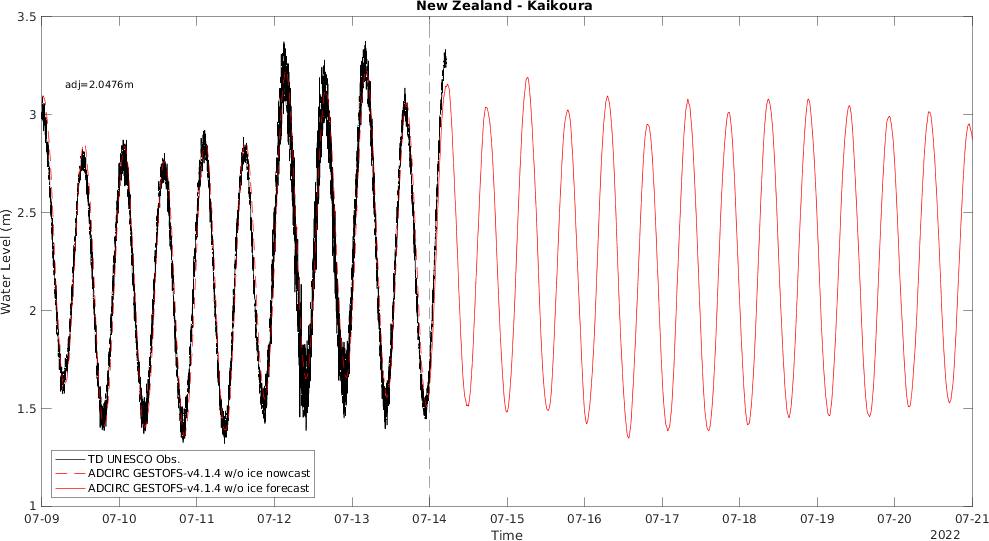 New Zealand - Kaikoura
3.5
adj=2.0476m
3
2.5
Water Level (m)
2
1.5
TD UNESCO Obs.
ADCIRC GESTOFS-v4.1.4 w/o ice nowcast
ADCIRC GESTOFS-v4.1.4 w/o ice forecast
1
07-09 07-10 07-11 07-12 07-13 07-14 07-15 07-16 07-17 07-18 07-19 07-20 07-21
Time
2022